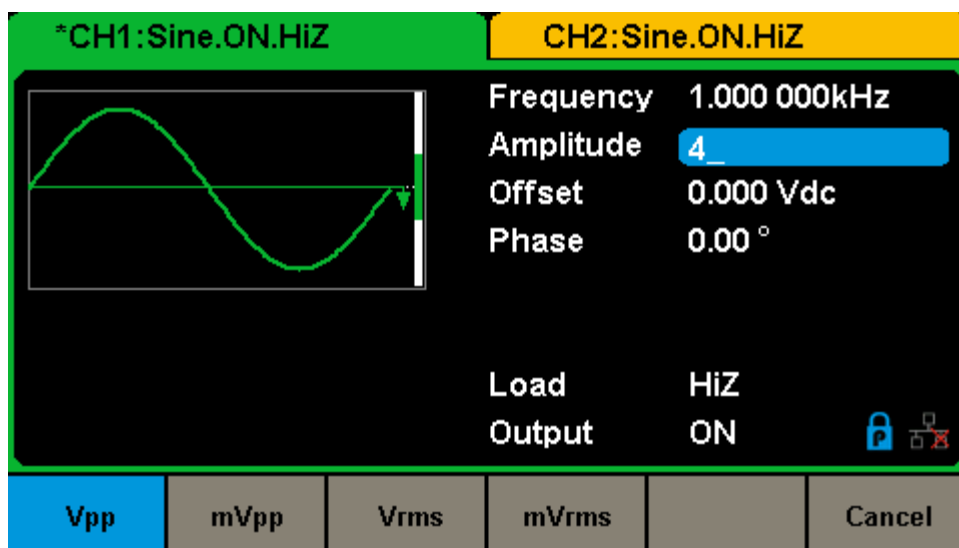 *CH1:Sine.ON.HiZ
CH2:Sine.ON.HiZ
Frequency 1.000 000kHz
Amplitude 4_
Offset 0.000 Vdc
Phase 0.00 °
Load HiZ
Output ON
P
Vpp mVpp Vrms mVrms Cancel